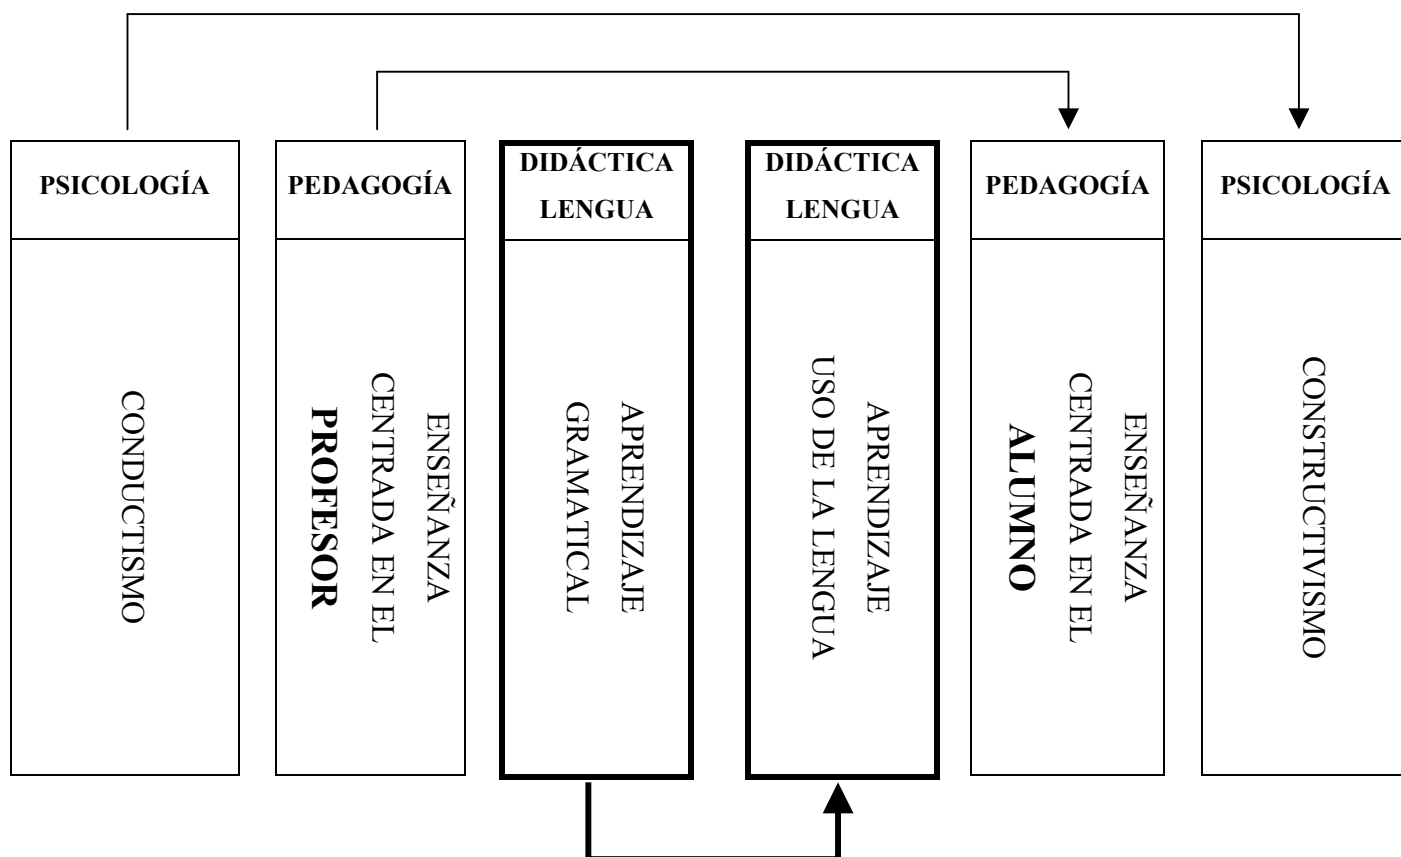 PSICOLOGÍA
CONDUCTISMO
PEDAGOGÍA
ENSEÑANZA
CENTRADA EN EL
PROFESOR
DIDÁCTICA
LENGUA
APRENDIZAJE
GRAMATICAL
DIDÁCTICA
LENGUA
APRENDIZAJE
USO DE LA LENGUA
PEDAGOGÍA
ENSEÑANZA
CENTRADA EN EL
ALUMNO
PSICOLOGÍA
CONSTRUCTIVISMO